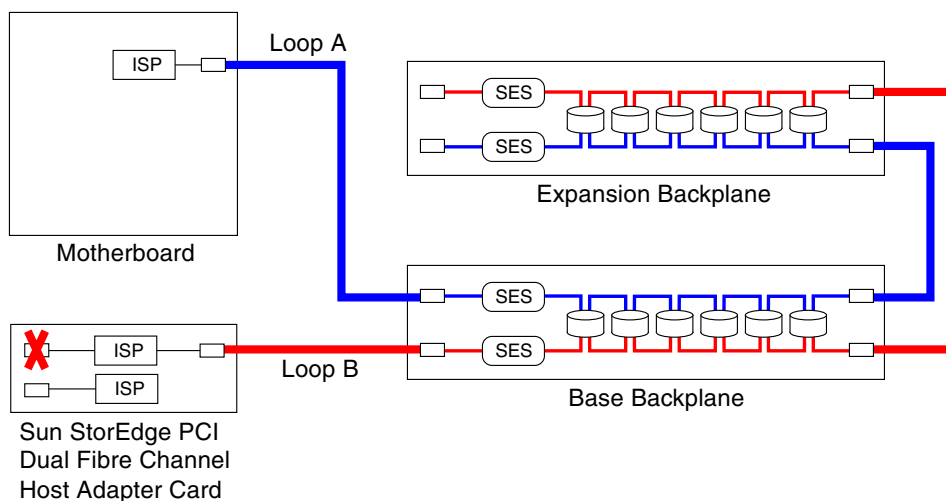 Loop A
ISP
Motherboard
SES
SES
Expansion Backplane
SES
SES
Base Backplane
ISP
Loop B
ISP
Sun StorEdge PCI
Dual Fibre Channel
Host Adapter Card